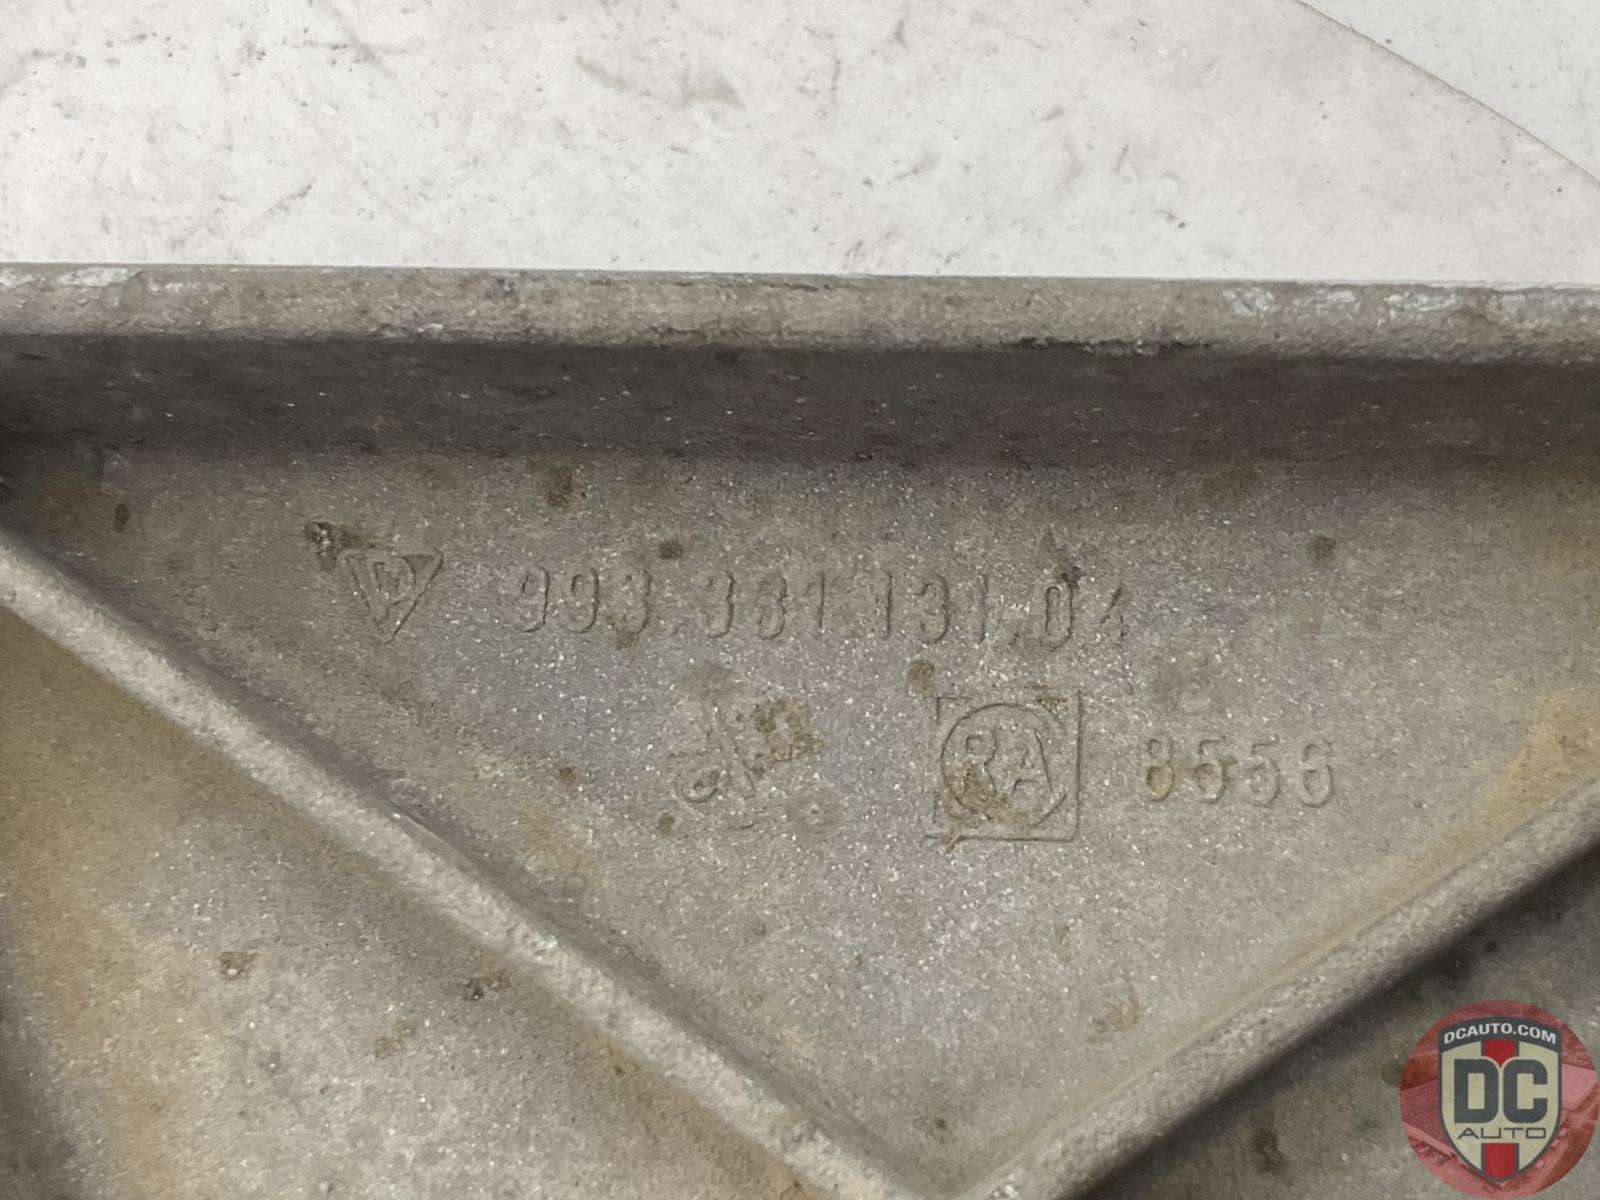 993.331.131.04
RA 8556
DCAUTO.COM
DC
AUTO